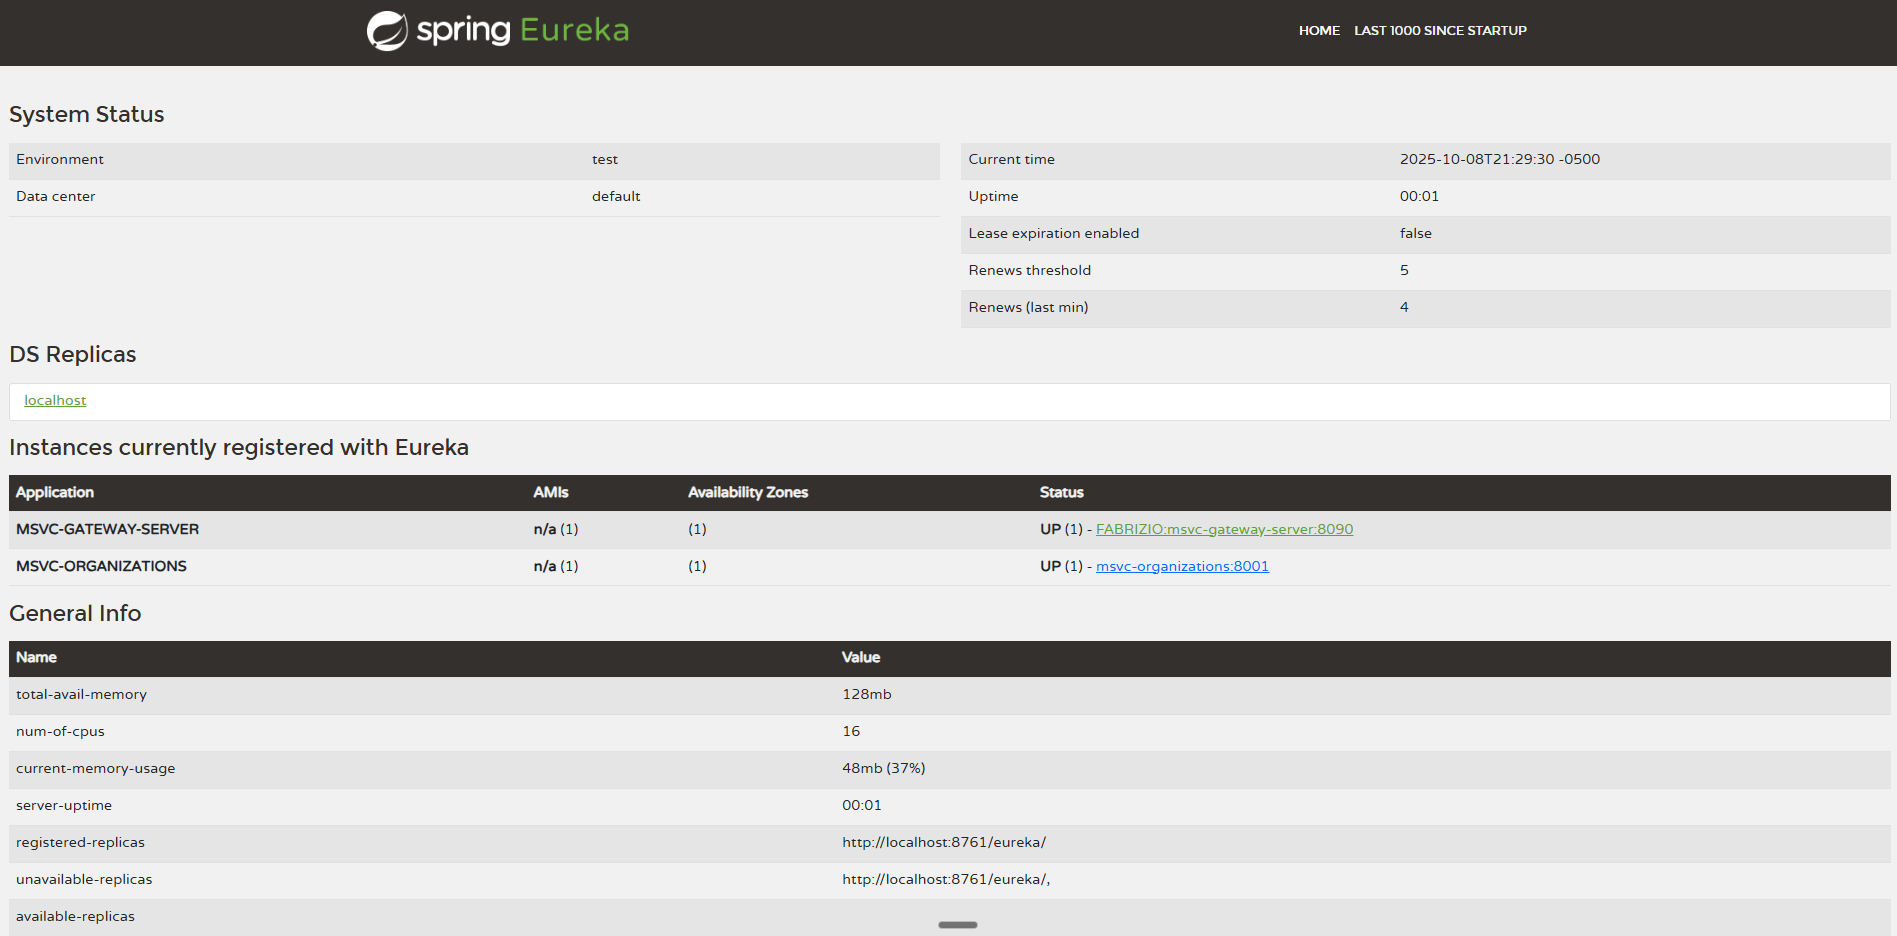 spring Eureka
HOME LAST 1000 SINCE STARTUP
System Status
Environment test
Data center default
Current time 2025-10-08T21:29:30 -0500
Uptime 00:01
Lease expiration enabled false
Renews threshold 5
Renews (last min) 4
DS Replicas
localhost
Instances currently registered with Eureka
Application AMIs Availability Zones Status
MSVC-GATEWAY-SERVER n/a (1) (1) UP (1) - FABRIZIO:msvc-gateway-server:8090
MSVC-ORGANIZATIONS n/a (1) (1) UP (1) - msvc-organizations:8001
General Info
Name Value
total-avail-memory 128mb
num-of-cpus 16
current-memory-usage 48mb (37%)
server-uptime 00:01
registered-replicas http://localhost:8761/eureka/
unavailable-replicas http://localhost:8761/eureka/,
available-replicas